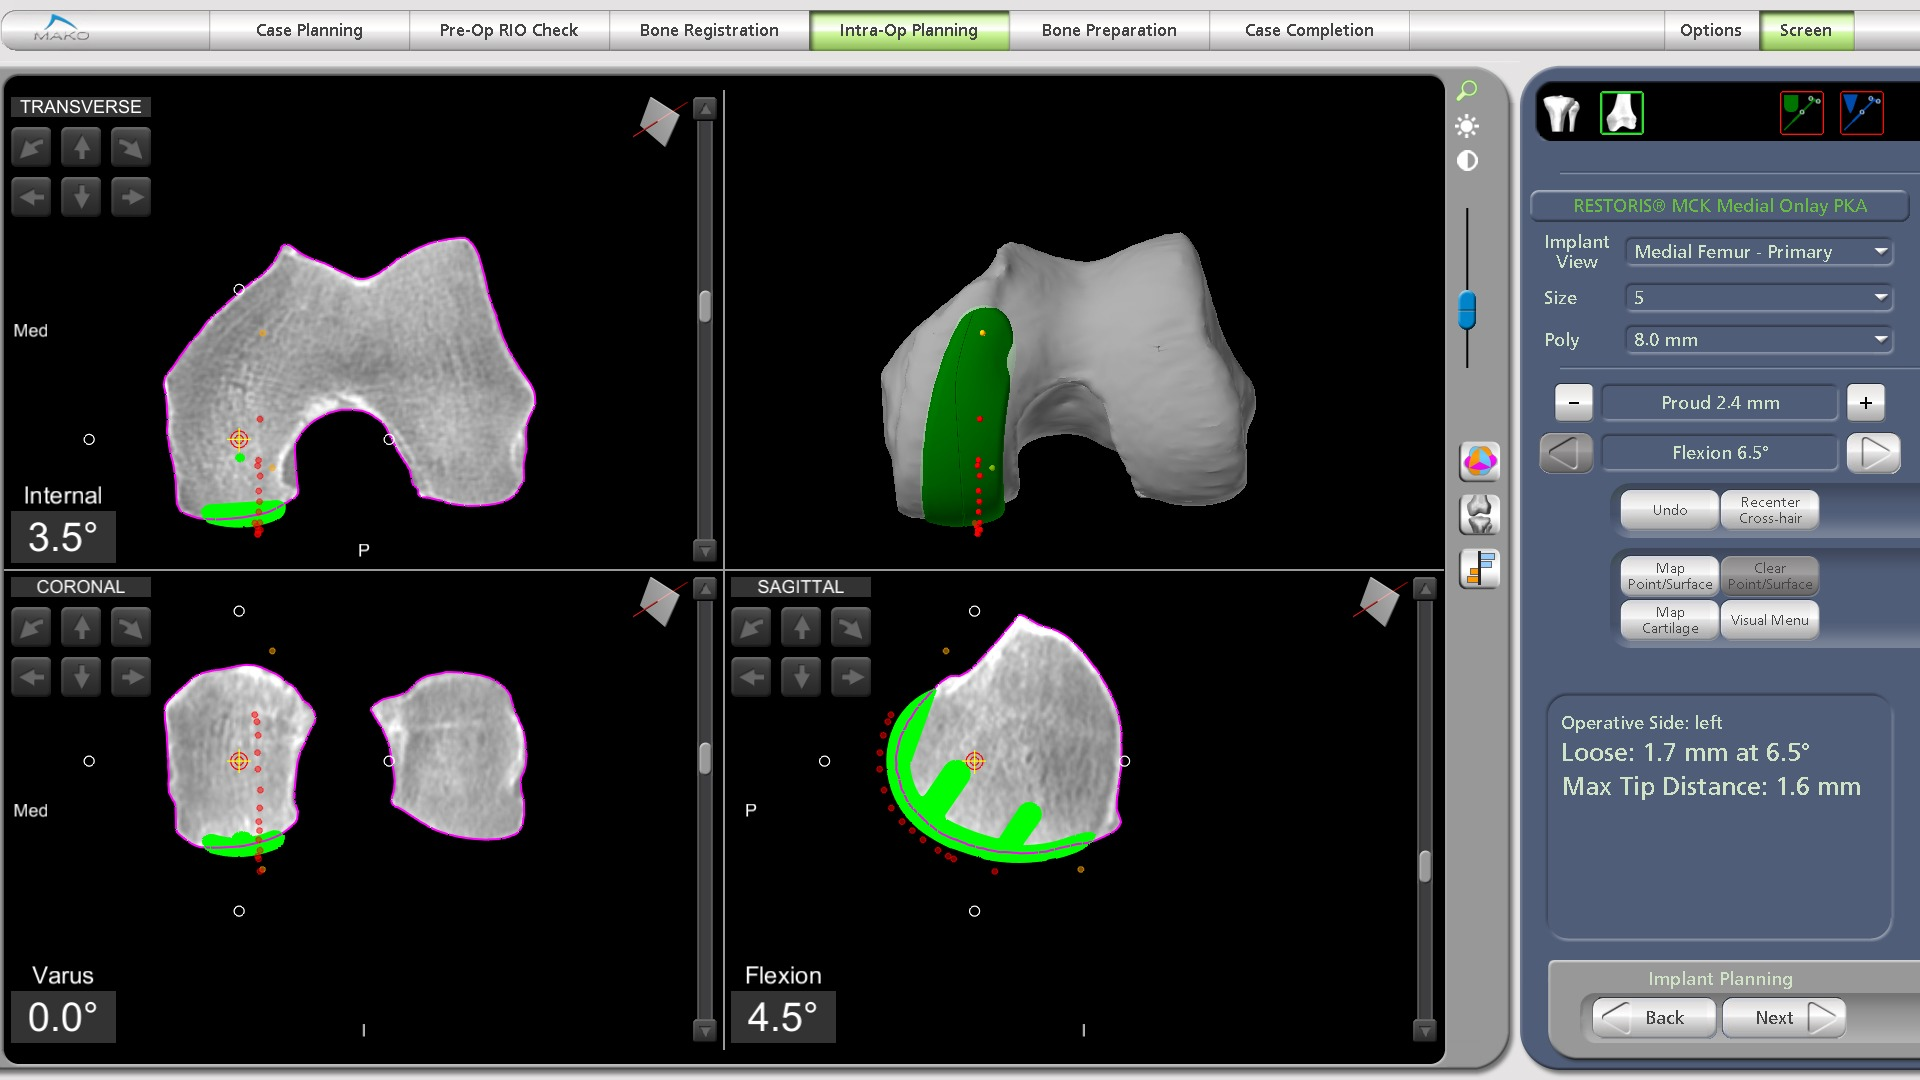 MAKO
Case Planning
Pre-Op RIO Check
Bone Registration
Intra-Op Planning
Bone Preparation
Case Completion
Options
Screen
TRANSVERSE
Med
Internal
3.5°
P
CORONAL
Med
Varus
0.0°
I
SAGITTAL
P
Flexion
4.5°
I
RESTORIS® MCK Medial Onlay PKA
Implant
View
Medial Femur - Primary
Size
5
Poly
8.0 mm
-
Proud 2.4 mm
+
Flexion 6.5°
Undo
Recenter
Cross-hair
Map
Point/Surface
Clear
Point/Surface
Map
Cartilage
Visual Menu
Operative Side: left
Loose: 1.7 mm at 6.5°
Max Tip Distance: 1.6 mm
Implant Planning
Back
Next